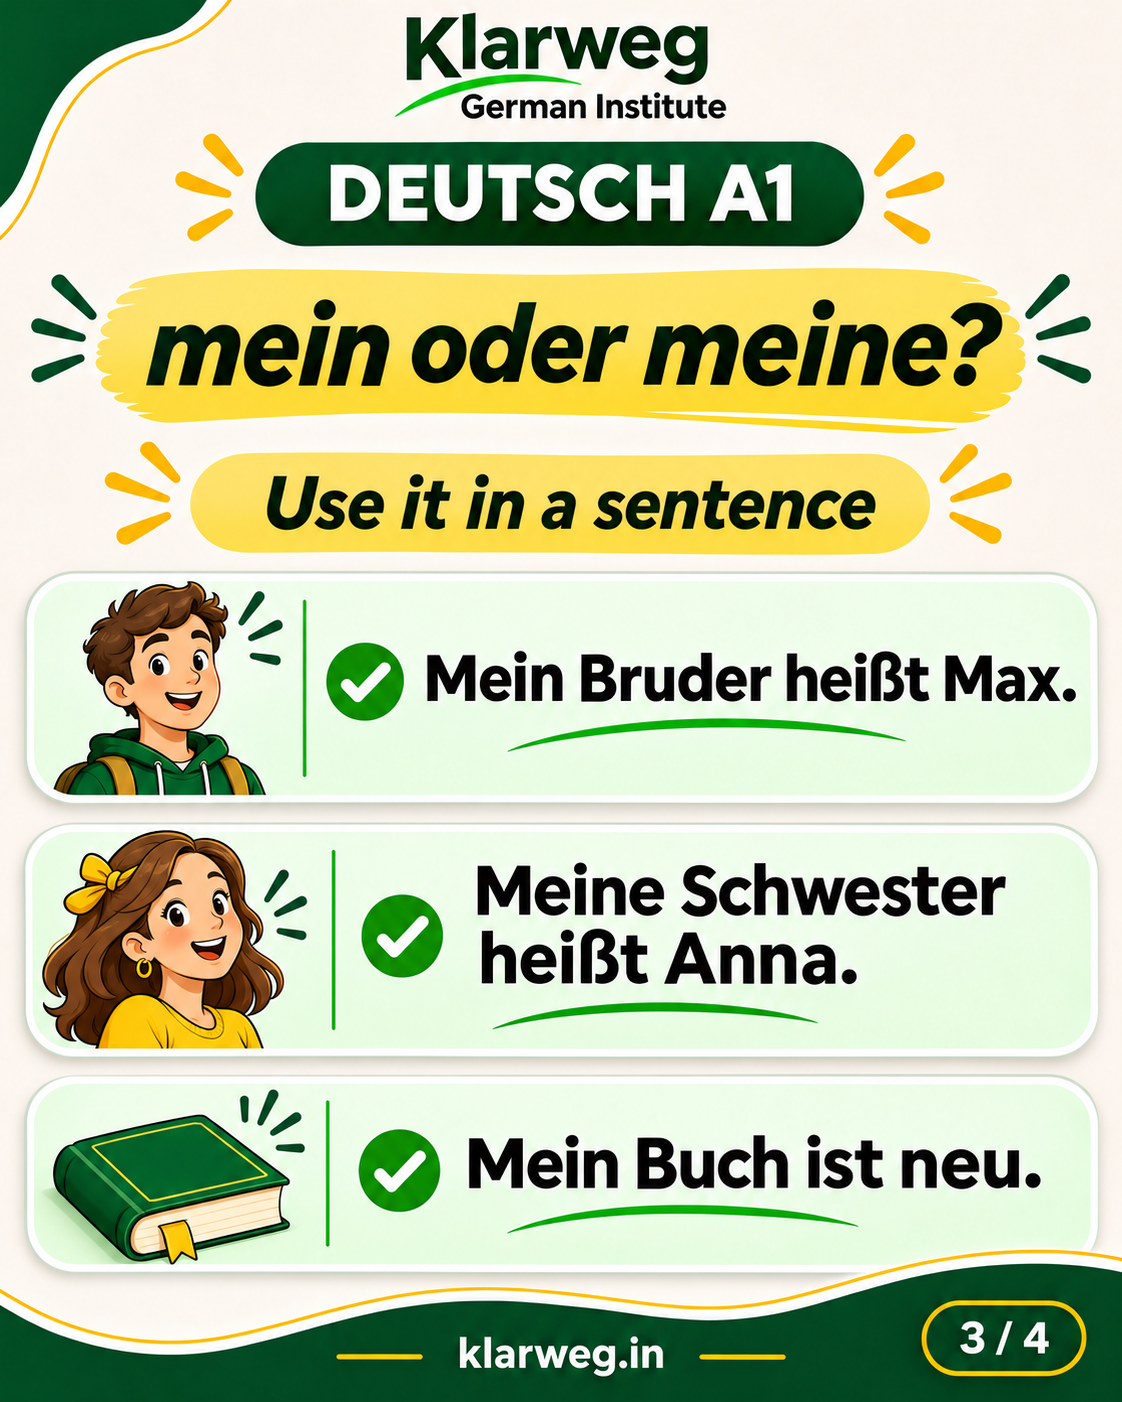 Klarweg
German Institute
DEUTSCH A1
mein oder meine?
Use it in a sentence
Mein Bruder heißt Max.
Meine Schwester
heißt Anna.
Mein Buch ist neu.
klarweg.in
3 / 4